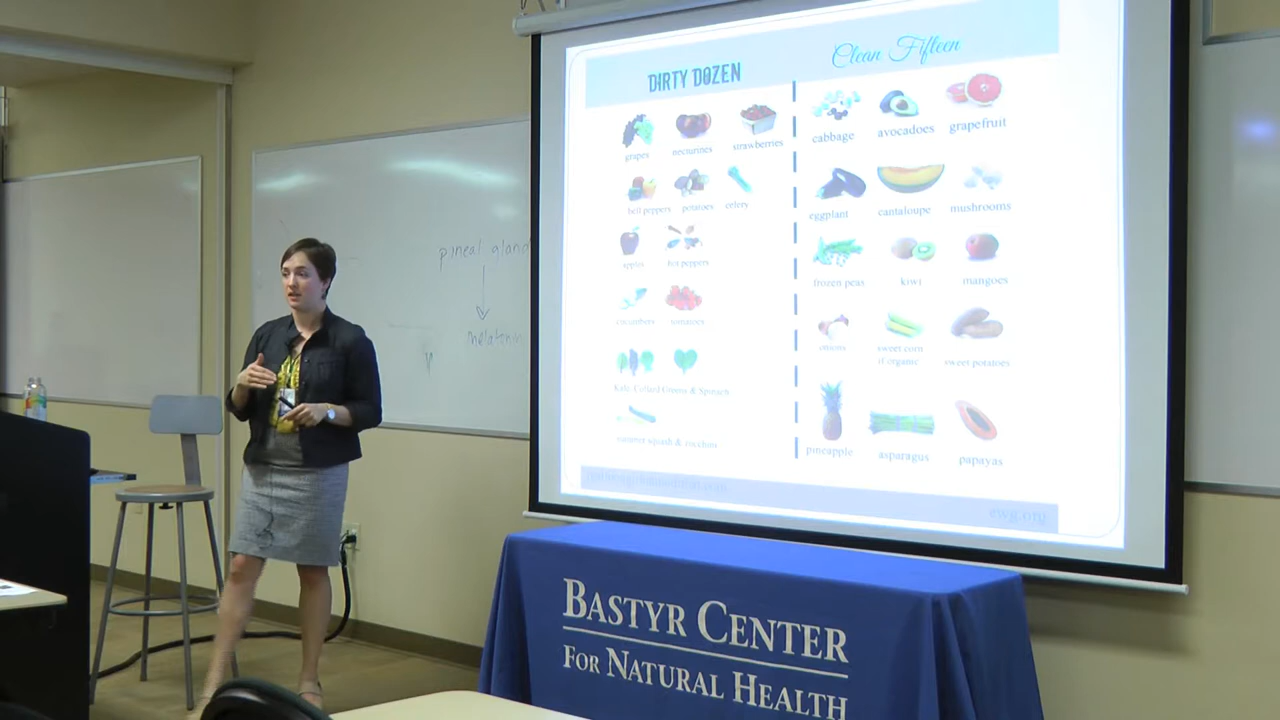 DIRTY DOZEN
Clean Fifteen
grapes
nectarines
strawberries
bell peppers
potatoes
celery
apples
hot peppers
cucumbers
tomatoes
Kale, Collard Greens & Spinach
summer squash & zucchini
cabbage
avocadoes
grapefruit
eggplant
cantaloupe
mushrooms
frozen peas
kiwi
mangoes
onions
sweet corn
if organic
sweet potatoes
pineapple
asparagus
papayas
ewg.org
pineal gland
melatonin
BASTYR CENTER
FOR NATURAL HEALTH